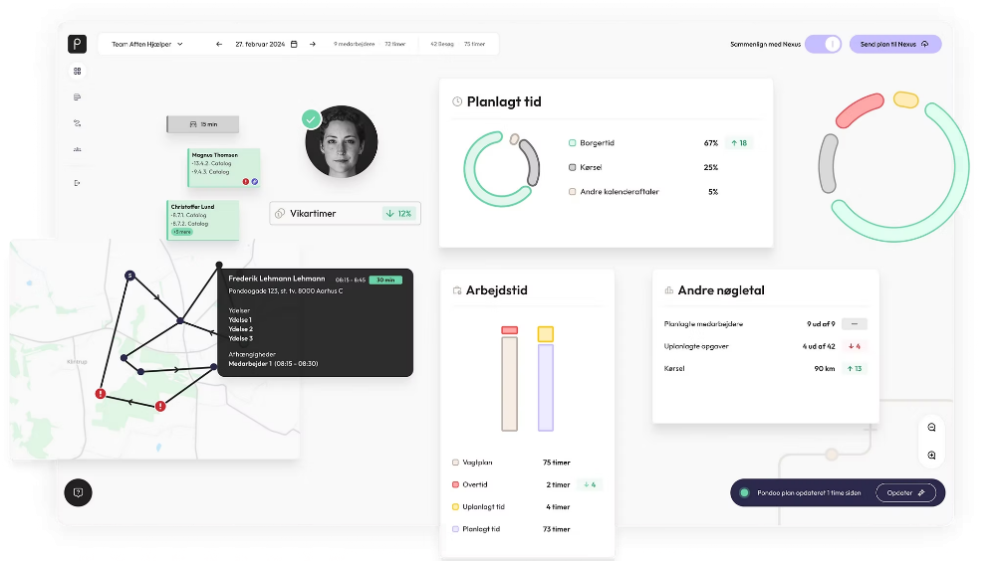 Team Aften Hjælper
27. februar 2024
9 medarbejdere 72 timer
42 Besøg 75 timer
Sammenlign med Nexus
Send plan til Nexus
15 min
Magnus Thomsen
•13.4.2. Catalog
•9.4.3. Catalog
Christoffer Lund
•8.7.1. Catalog
•5.7.2. Catalog
+5 mere
Vikartimer 12%
Planlagt tid
Borgertid 67% 18
Kørsel 25%
Andre kalenderaftaler 5%
S
Frederik Lehmann Lehmann 08:15 - 8:45 30 min
Pondoogade 123, st. tv. 8000 Aarhus C
Ydelser
Ydelse 1
Ydelse 2
Ydelse 3
Afhængigheder
Medarbejder 1 (08:15 - 08:30)
Arbejdstid
Vagtplan 75 timer
Overtid 2 timer 4
Uplanlagt tid 4 timer
Planlagt tid 73 timer
Andre nøgletal
Planlagte medarbejdere 9 ud af 9 —
Uplanlagte opgaver 4 ud af 42 4
Kørsel 90 km 13
Pondoo plan opdateret 1 time siden
Opdater